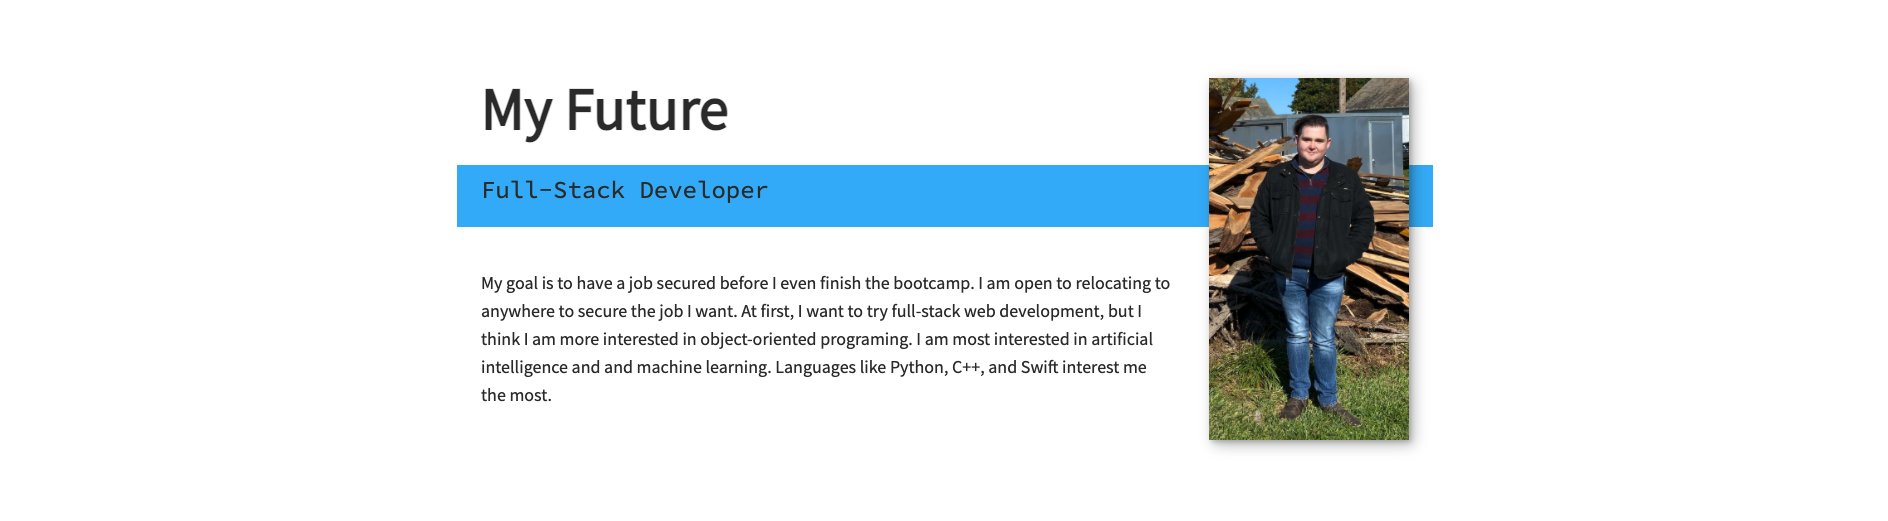 My Future
Full-Stack Developer
My goal is to have a job secured before I even finish the bootcamp. I am open to relocating to
anywhere to secure the job I want. At first, I want to try full-stack web development, but I
think I am more interested in object-oriented programing. I am most interested in artificial
intelligence and and machine learning. Languages like Python, C++, and Swift interest me
the most.